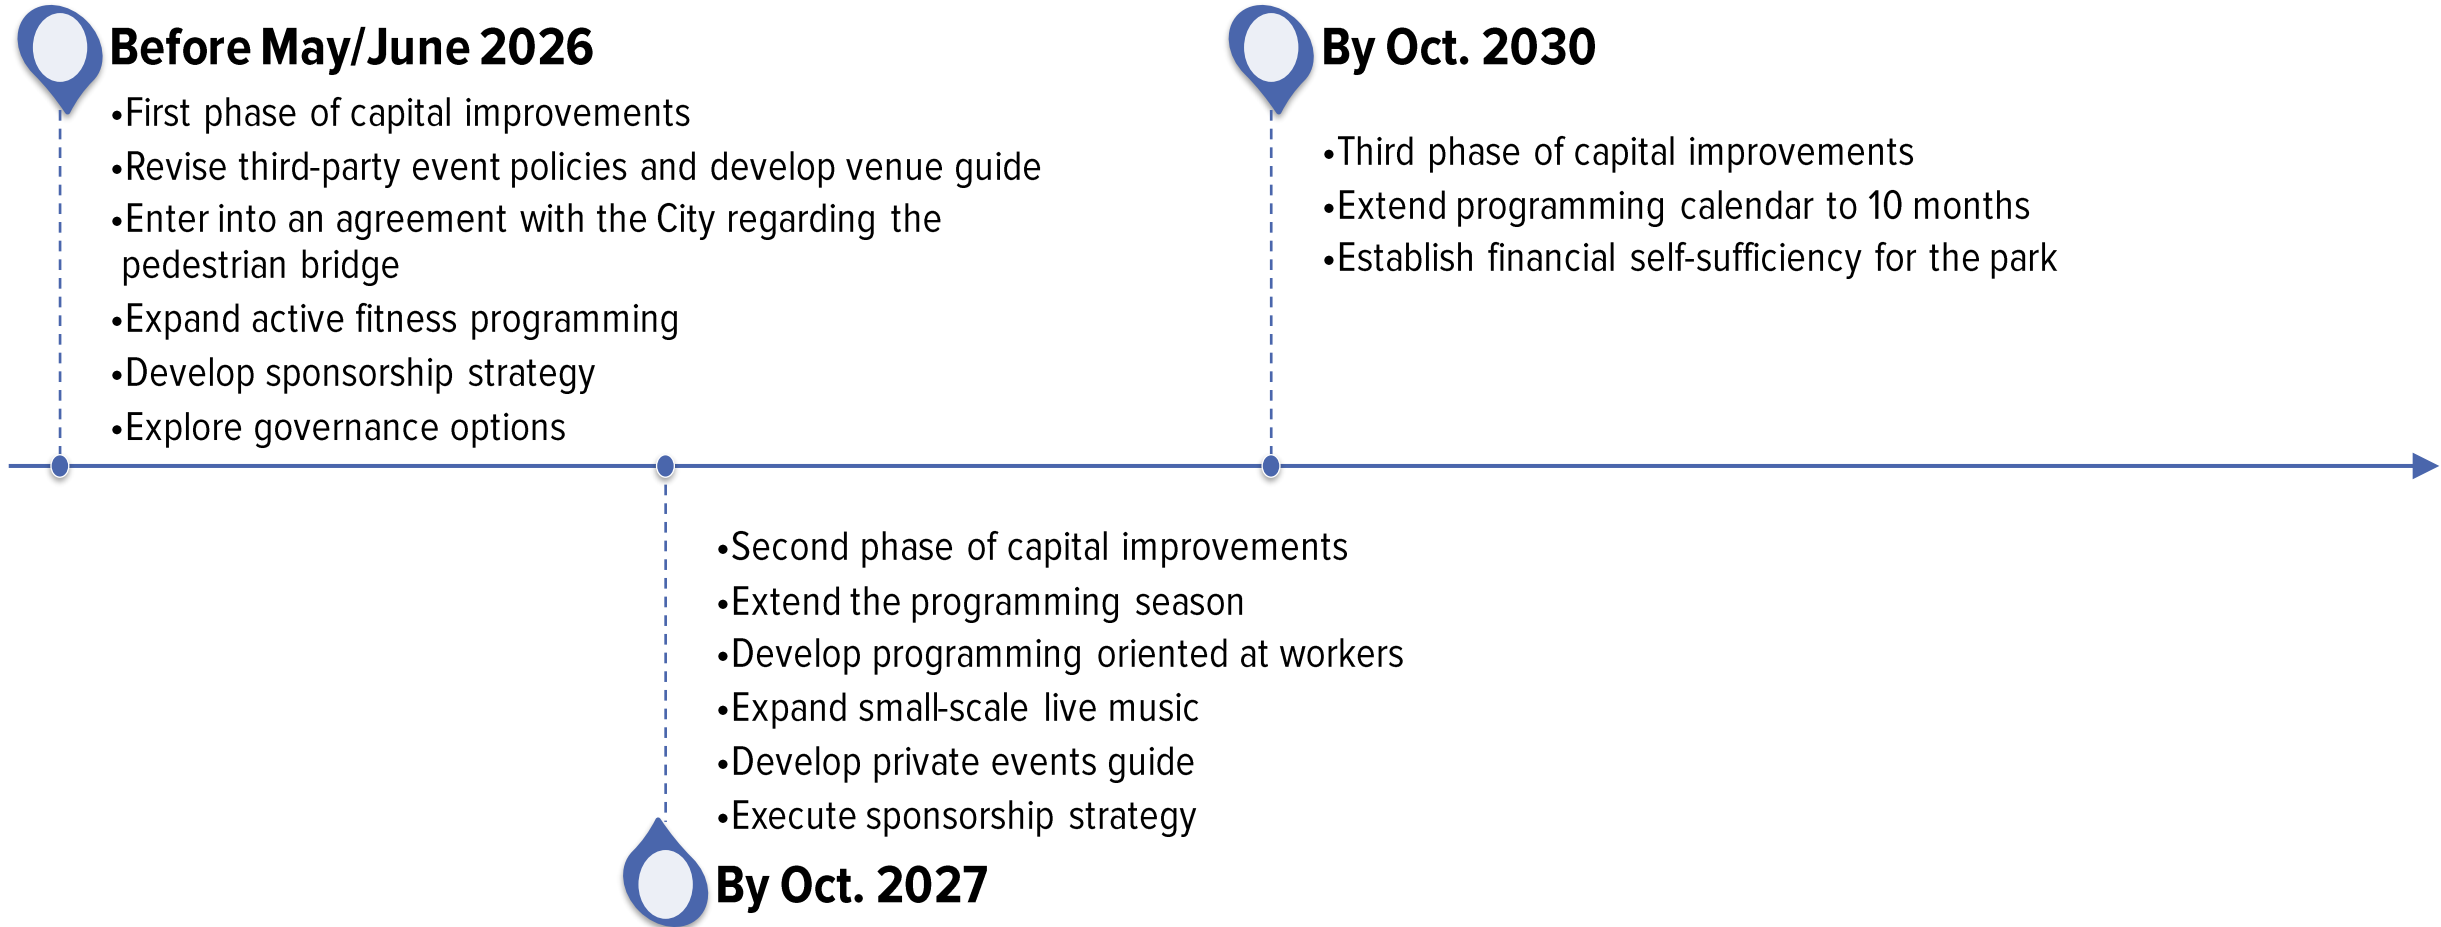 Before May/June 2026
•First phase of capital improvements
•Revise third-party event policies and develop venue guide
•Enter into an agreement with the City regarding the
pedestrian bridge
•Expand active fitness programming
•Develop sponsorship strategy
•Explore governance options
By Oct. 2030
•Third phase of capital improvements
•Extend programming calendar to 10 months
•Establish financial self-sufficiency for the park
•Second phase of capital improvements
•Extend the programming season
•Develop programming oriented at workers
•Expand small-scale live music
•Develop private events guide
•Execute sponsorship strategy
By Oct. 2027